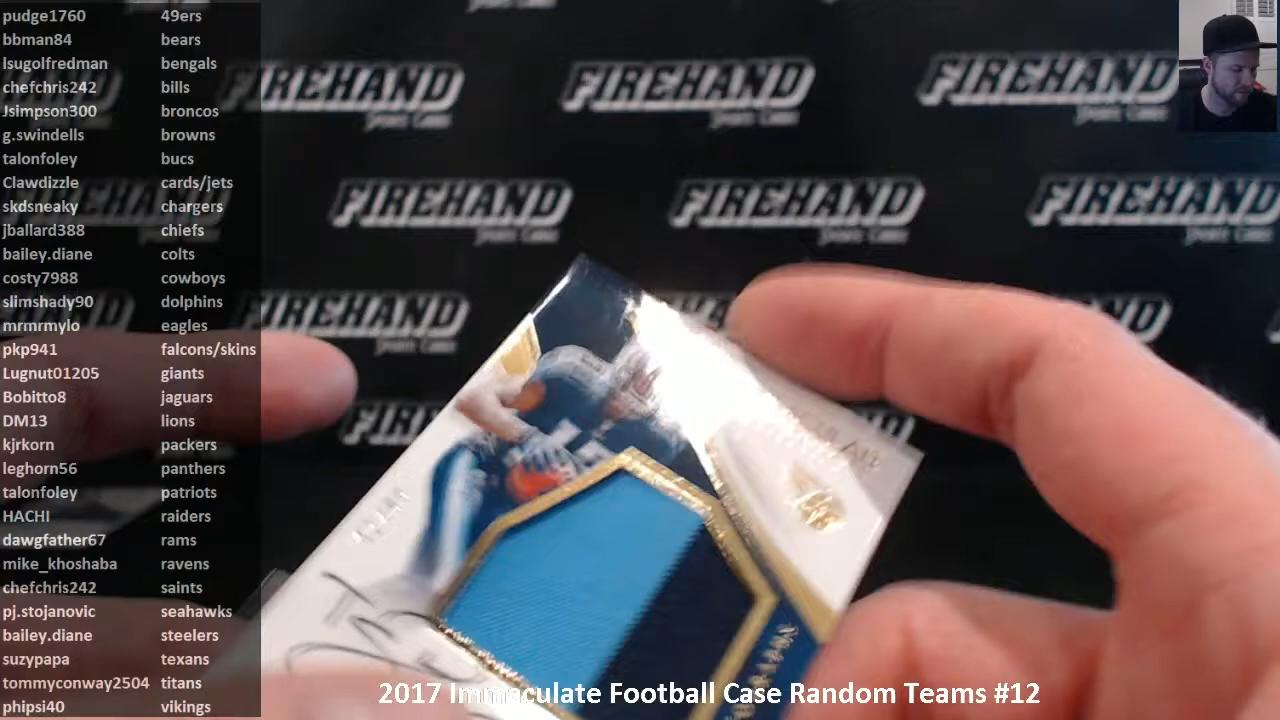 pudge1760 49ers
bbman84 bears
lsugolfredman bengals
chefchris242 bills
Jsimpson300 broncos
g.swindells browns
talonfoley bucs
Clawdizzle cards/jets
skdsneaky chargers
jballard388 chiefs
bailey.diane colts
costy7988 cowboys
slimshady90 dolphins
mrmrmylo eagles
pkp941 falcons/skins
Lugnut01205 giants
Bobitto8 jaguars
DM13 lions
kjrkorn packers
leghorn56 panthers
talonfoley patriots
HACHI raiders
dawgfather67 rams
mike_khoshaba ravens
chefchris242 saints
pj.stojanovic seahawks
bailey.diane steelers
suzypapa texans
tommyconway2504 titans
phipsi40 vikings
FIREHAND FIREHAND FIREHAND
FIREHAND FIREHAND FIREHAND
FIREHAND
FIREHAND
2017 Immaculate Football Case Random Teams #12